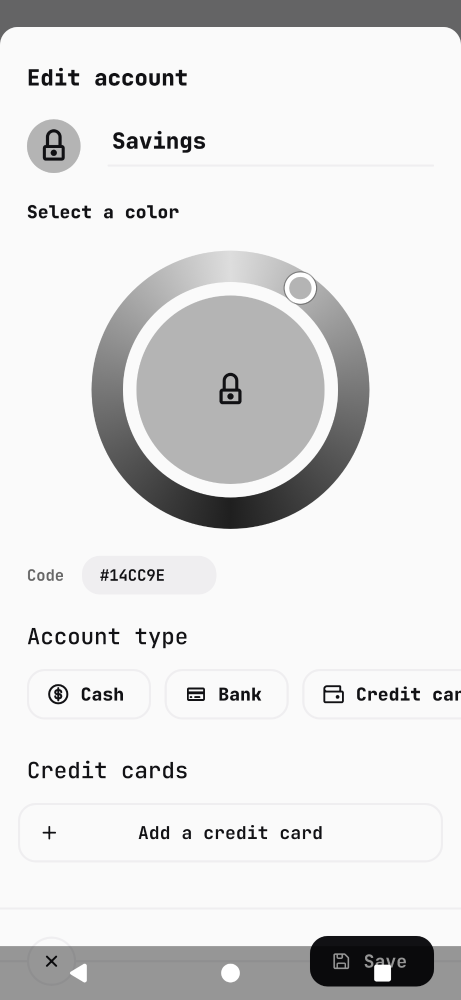 Edit account
Savings
Select a color
Code #14CC9E
Account type
Cash Bank Credit car
Credit cards
Add a credit card
Save